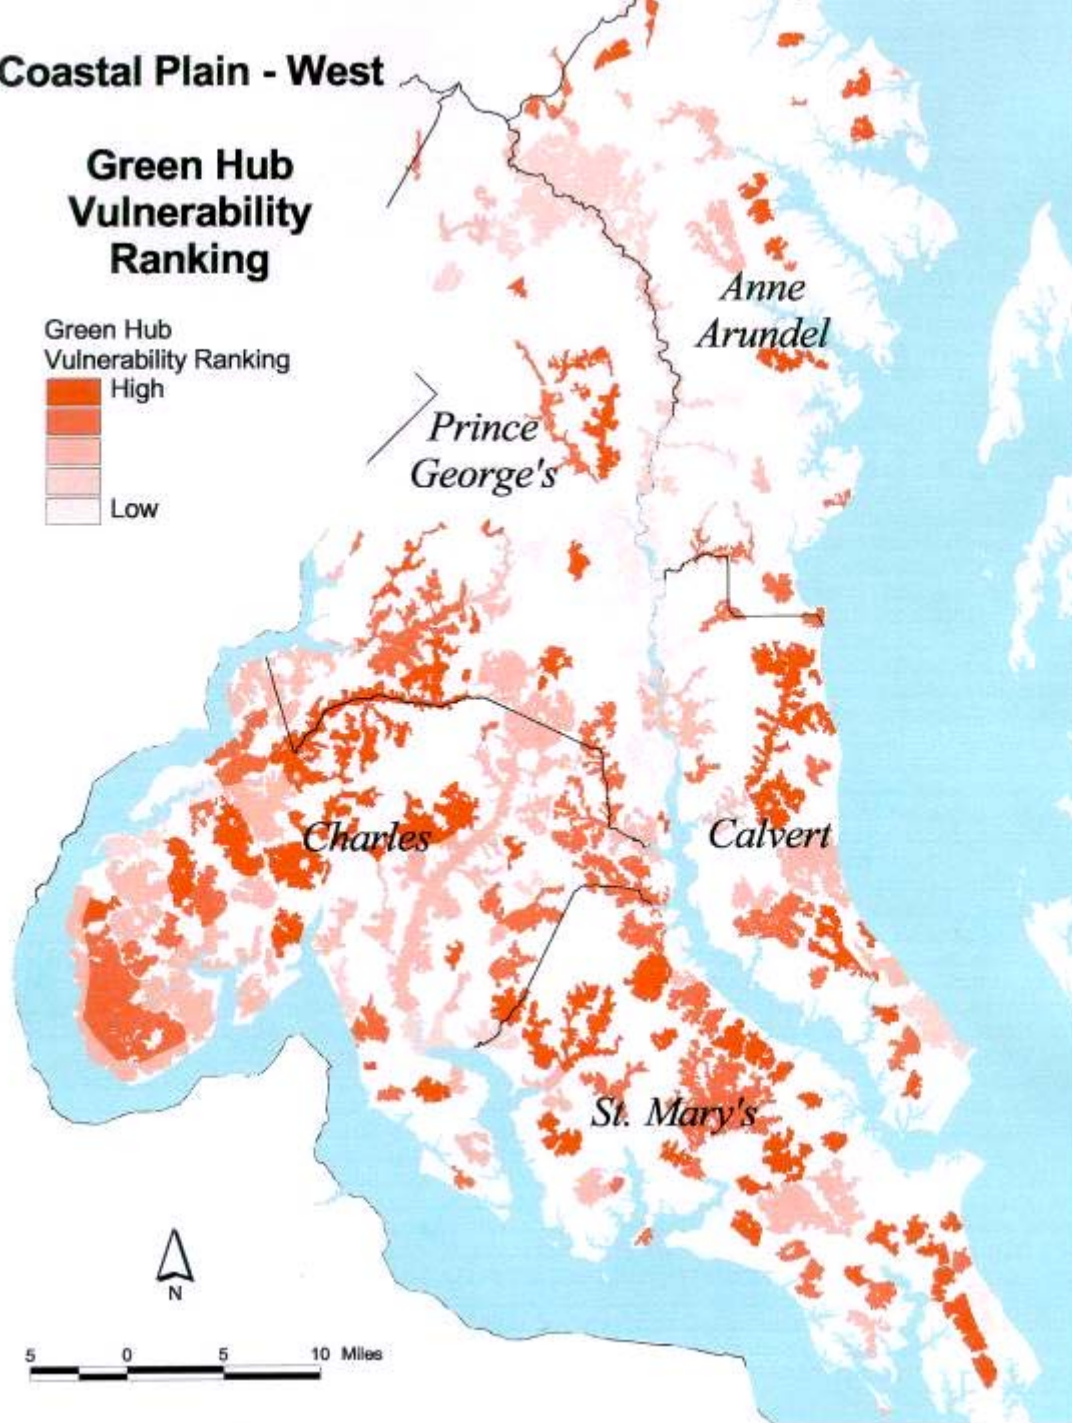 Coastal Plain - West
Green Hub
Vulnerability
Ranking
Green Hub
Vulnerability Ranking
High
Low
Anne
Arundel
Prince
George's
Charles
Calvert
St. Mary's
N
5 0 5 10 Miles